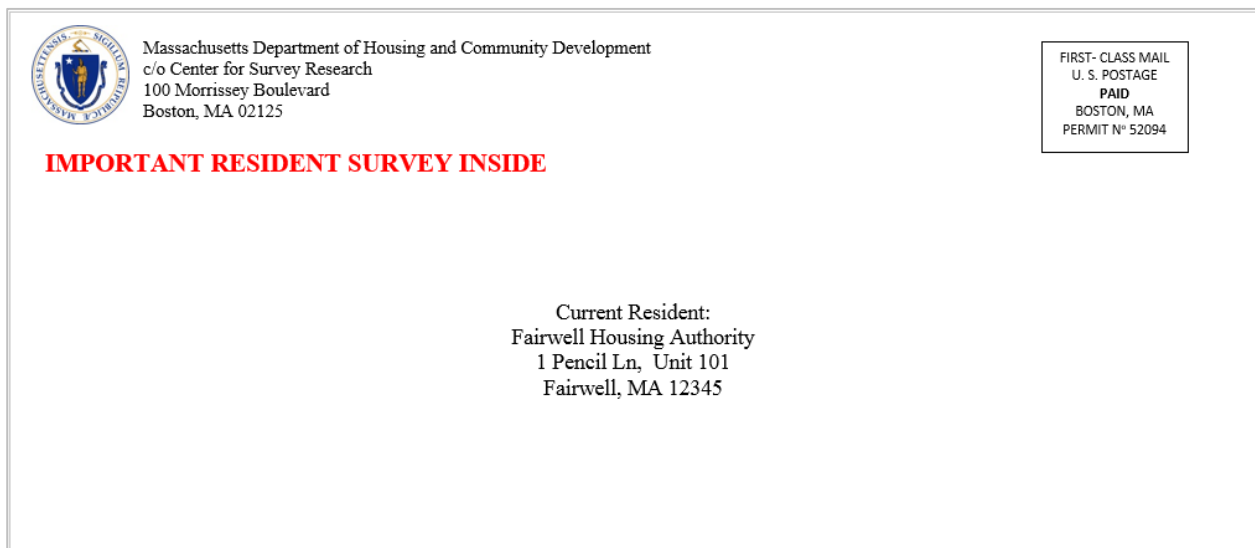 Massachusetts Department of Housing and Community Development
c/o Center for Survey Research
100 Morrissey Boulevard
Boston, MA 02125
FIRST- CLASS MAIL
U. S. POSTAGE
PAID
BOSTON, MA
PERMIT Nº 52094
IMPORTANT RESIDENT SURVEY INSIDE
Current Resident:
Fairwell Housing Authority
1 Pencil Ln,  Unit 101
Fairwell, MA 12345